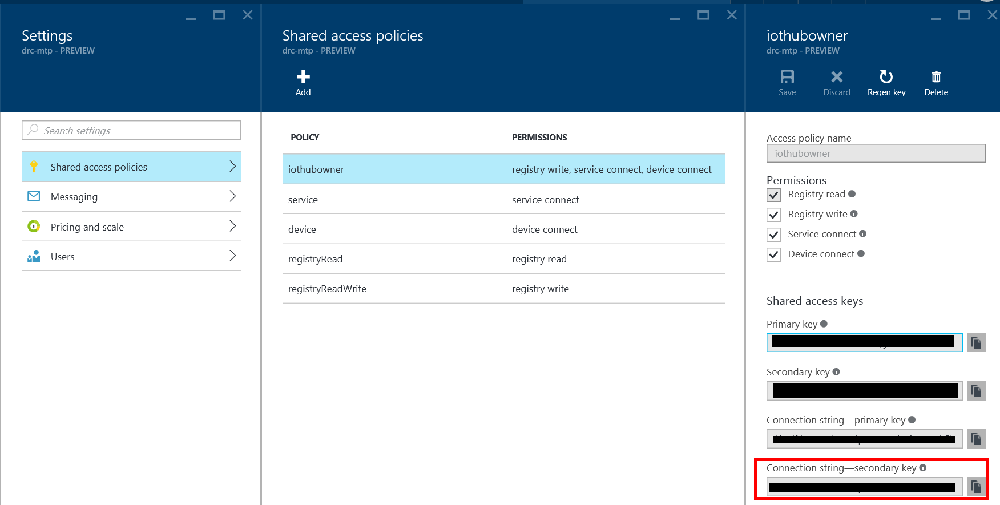 Settings
drc-mtp - PREVIEW
Search settings
Shared access policies
Messaging
Pricing and scale
Users
Shared access policies
drc-mtp - PREVIEW
Add
POLICY PERMISSIONS
iothubowner registry write, service connect, device connect
service service connect
device device connect
registryRead registry read
registryReadWrite registry write
iothubowner
drc-mtp - PREVIEW
Save Discard Regen key Delete
Access policy name
iothubowner
Permissions
Registry read
Registry write
Service connect
Device connect
Shared access keys
Primary key
Secondary key
Connection string—primary key
Connection string—secondary key